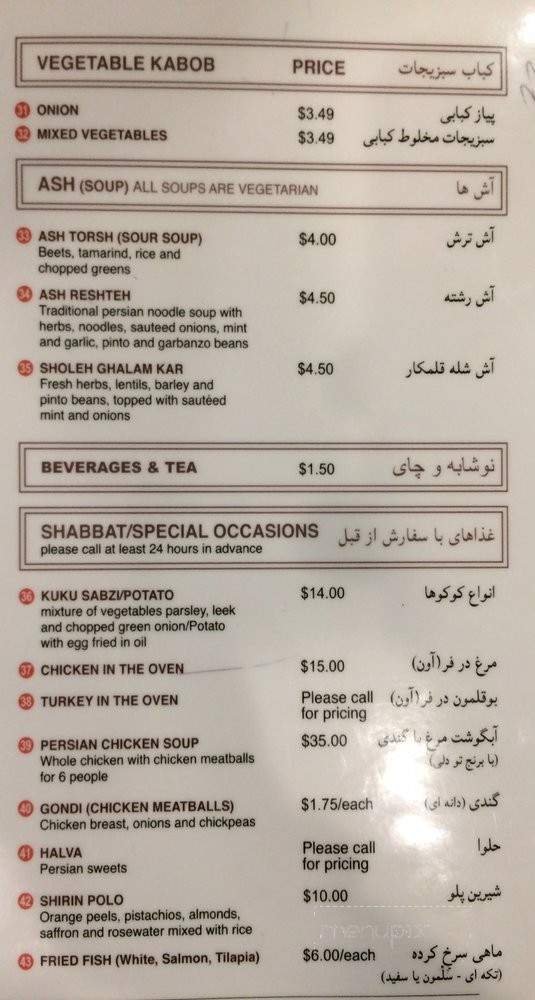 VEGETABLE KABOB PRICE کباب سبزیجات
31 ONION $3.49 پیاز کبابی
32 MIXED VEGETABLES $3.49 سبزیجات مخلوط کبابی
ASH (SOUP) ALL SOUPS ARE VEGETARIAN آش ها
33 ASH TORSH (SOUR SOUP) $4.00 آش ترش
Beets, tamarind, rice and
chopped greens
34 ASH RESHTEH $4.50 آش رشته
Traditional persian noodle soup with
herbs, noodles, sauteed onions, mint
and garlic, pinto and garbanzo beans
35 SHOLEH GHALAM KAR $4.50 آش شله قلمکار
Fresh herbs, lentils, barley and
pinto beans, topped with sautéed
mint and onions
BEVERAGES & TEA $1.50 نوشابه و چای
SHABBAT/SPECIAL OCCASIONS غذاهای با سفارش از قبل
please call at least 24 hours in advance
36 KUKU SABZI/POTATO $14.00 انواع کوکوها
mixture of vegetables parsley, leek
and chopped green onion/Potato
with egg fried in oil
37 CHICKEN IN THE OVEN $15.00 مرغ در فر(آون)
38 TURKEY IN THE OVEN Please call بوقلمون در فر(آون)
for pricing
39 PERSIAN CHICKEN SOUP $35.00 آبگوشت مرغ با گندی
Whole chicken with chicken meatballs (با برنج تو دلی)
for 6 people
40 GONDI (CHICKEN MEATBALLS) $1.75/each گندی (دانه ای)
Chicken breast, onions and chickpeas
41 HALVA Please call حلوا
Persian sweets for pricing
42 SHIRIN POLO $10.00 شیرین پلو
Orange peels, pistachios, almonds,
saffron and rosewater mixed with rice
menupix
43 FRIED FISH (White, Salmon, Tilapia) $6.00/each ماهی سرخ کرده
(تکه ای - سلمون یا سفید)